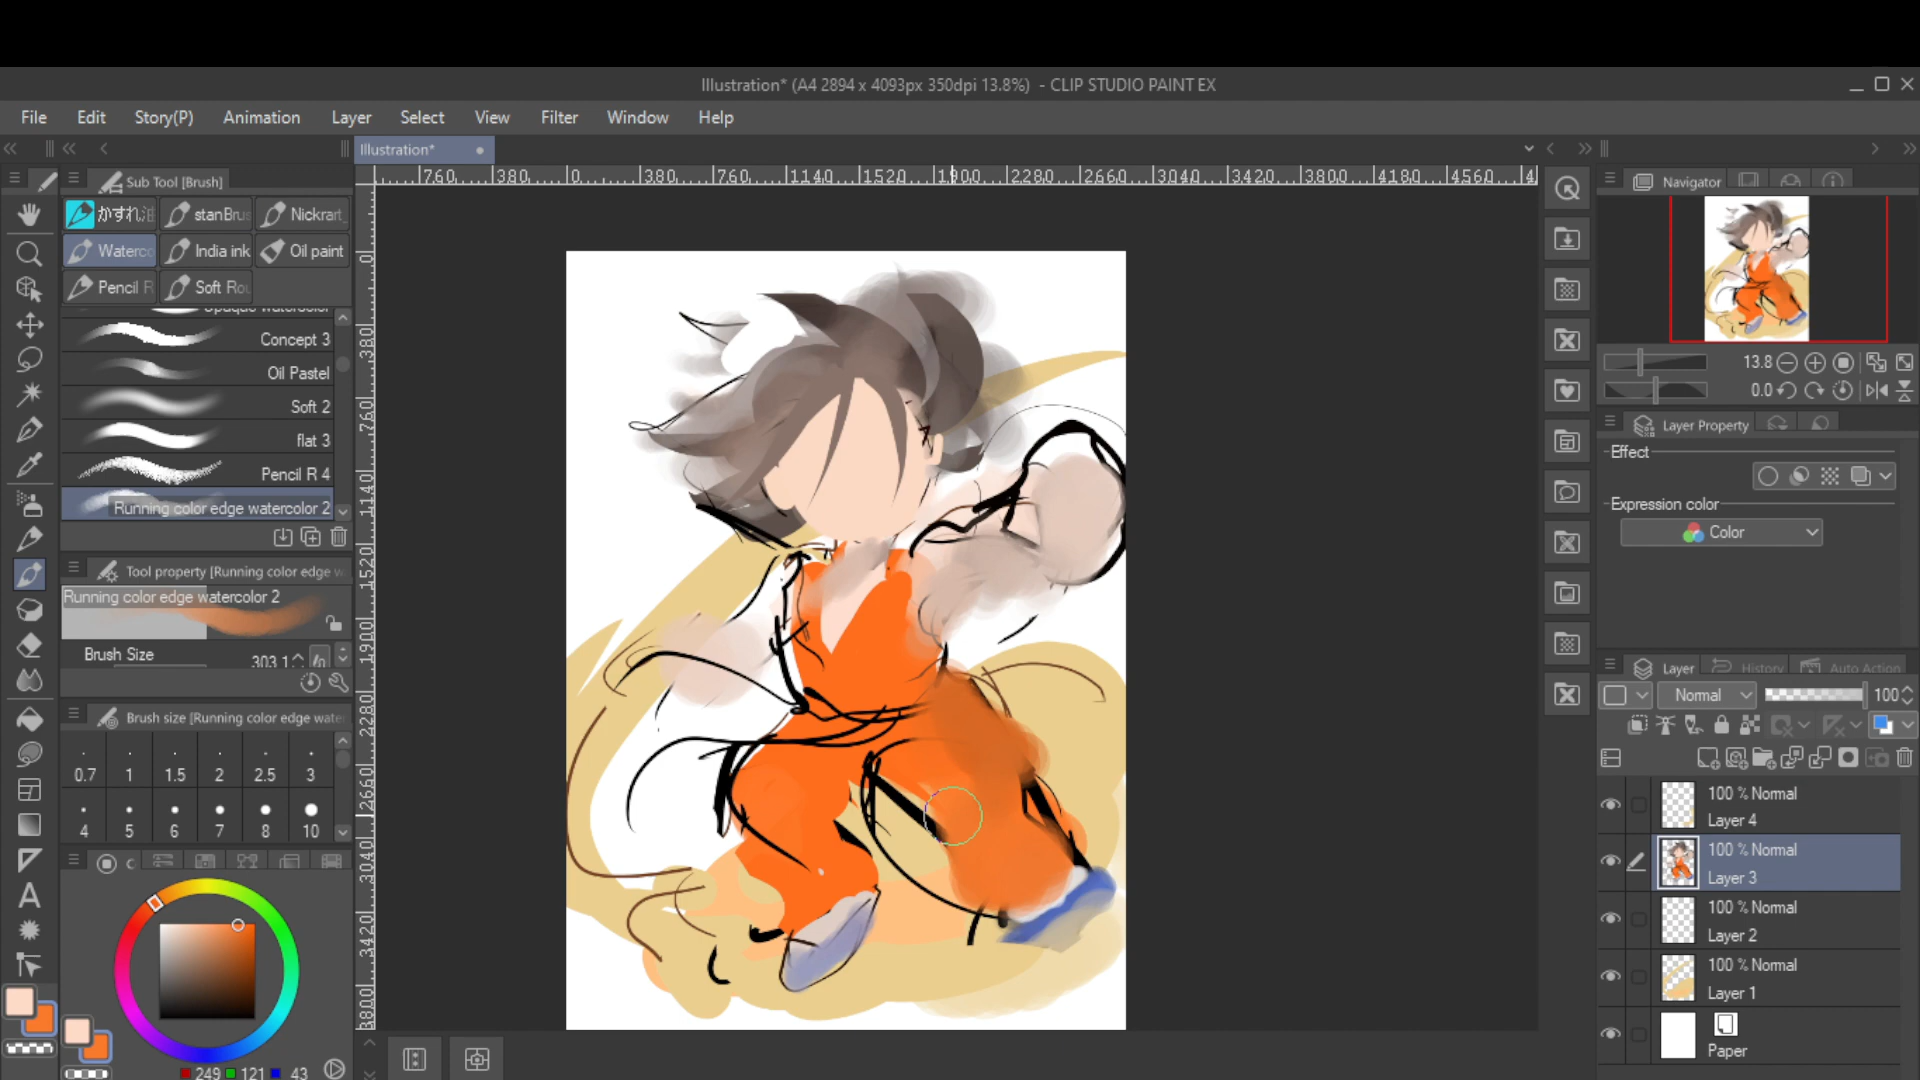 Illustration* (A4 2894 x 4093px 350dpi 13.8%) - CLIP STUDIO PAINT EX
File Edit Story(P) Animation Layer Select View Filter Window Help
Illustration*
Sub Tool [Brush]
760 380 0 380 760 1140 1520 1900 2280 2660 3040 3420 3800 4180 4560 4
Navigator
かすれ stanBrus Nickrart_
Waterco India ink Oil paint
Pencil R Soft Rou
Opaque watercolor
Concept 3
Oil Pastel
Soft 2
flat 3
Pencil R 4
Running color edge watercolor 2
Tool property [Running color edge w
Running color edge watercolor 2
Brush Size 303.1
Brush size [Running color edge wate
0.7 1 1.5 2 2.5 3
4 5 6 7 8 10
C
249 121 43
0
380
760
1140
1520
1900
2280
2660
3040
3420
3800
13.8
0.0
Layer Property
Effect
Expression color
Color
Layer History Auto Action
Normal 100
100 % Normal
Layer 4
100 % Normal
Layer 3
100 % Normal
Layer 2
100 % Normal
Layer 1
Paper